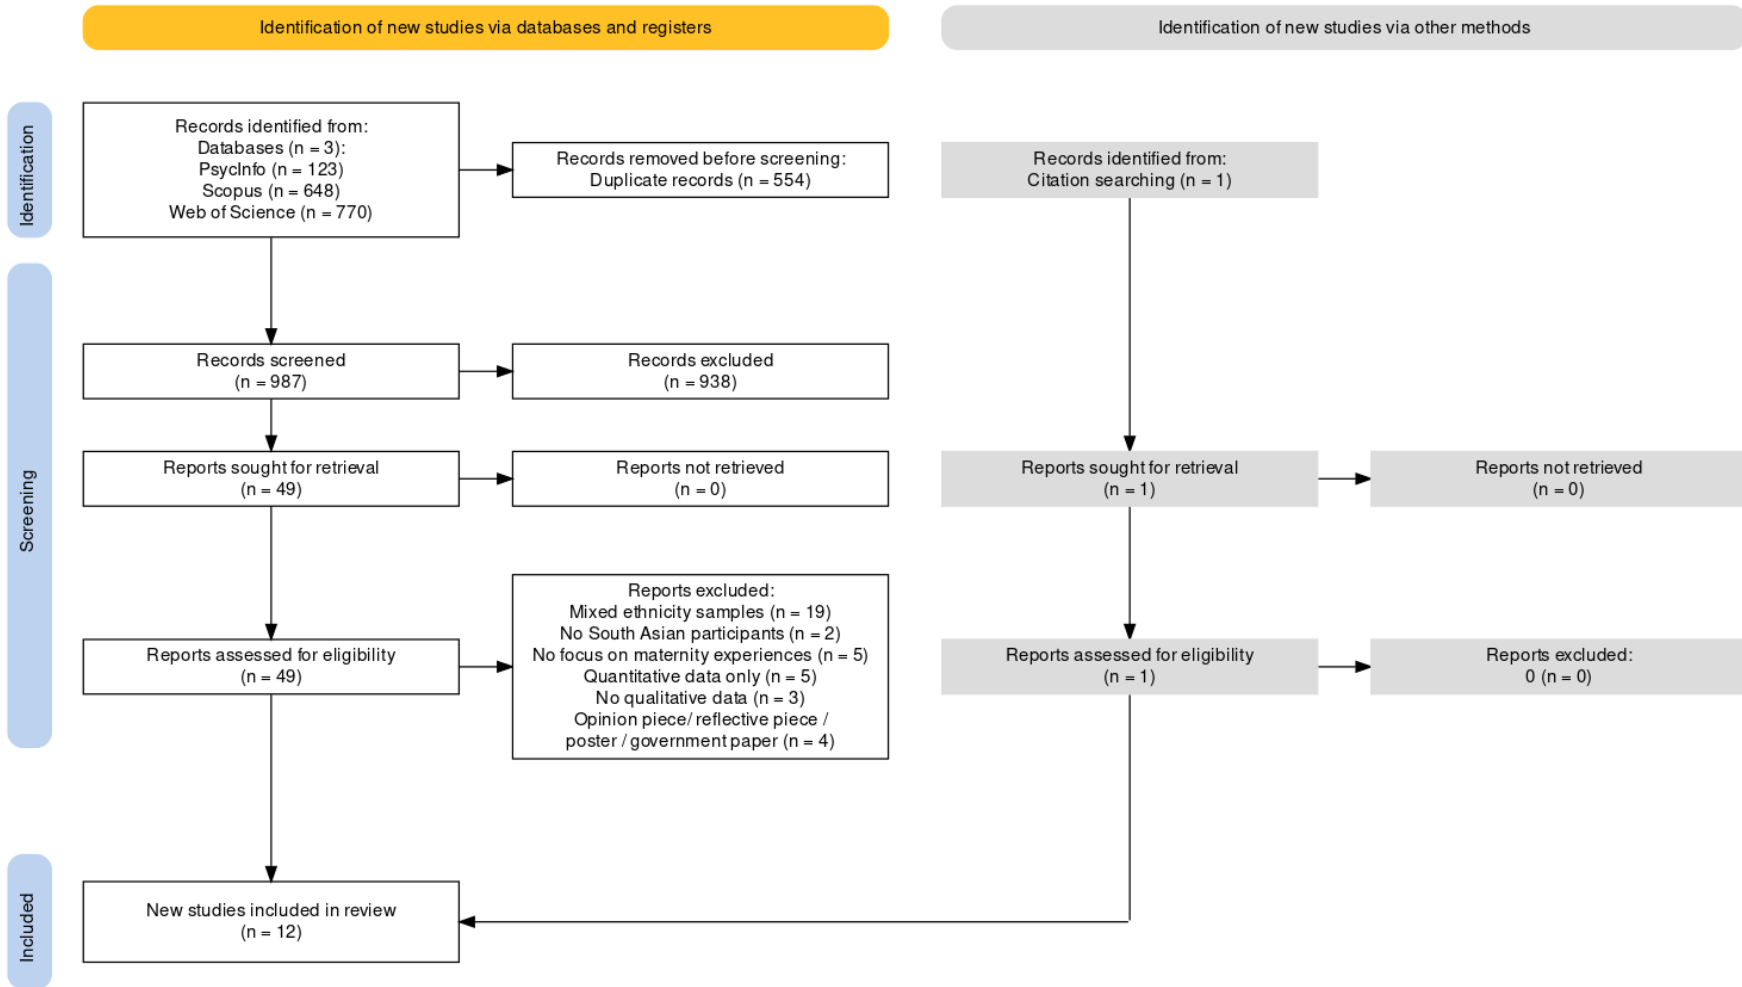 Identification of new studies via databases and registers
Identification of new studies via other methods
Identification
Records identified from:
Databases (n = 3):
PsycInfo (n = 123)
Scopus (n = 648)
Web of Science (n = 770)
Records removed before screening:
Duplicate records (n = 554)
Records identified from:
Citation searching (n = 1)
Screening
Records screened
(n = 987)
Records excluded
(n = 938)
Reports sought for retrieval
(n = 49)
Reports not retrieved
(n = 0)
Reports sought for retrieval
(n = 1)
Reports not retrieved
(n = 0)
Reports assessed for eligibility
(n = 49)
Reports excluded:
Mixed ethnicity samples (n = 19)
No South Asian participants (n = 2)
No focus on maternity experiences (n = 5)
Quantitative data only (n = 5)
No qualitative data (n = 3)
Opinion piece/ reflective piece /
poster / government paper (n = 4)
Reports assessed for eligibility
(n = 1)
Reports excluded:
0 (n = 0)
Included
New studies included in review
(n = 12)